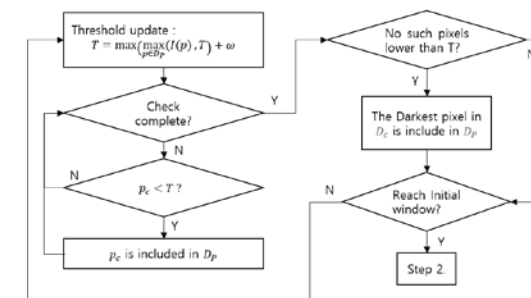 Threshold update :
T = max(max(I(p), T) + ω
p∈D_P
Check
complete?
Y
N
N
p_c < T ?
Y
p_c is included in D_P
No such pixels
lower than T?
N
Y
The Darkest pixel in
D_c is include in D_P
N
Reach Initial
window?
Y
Step 2.